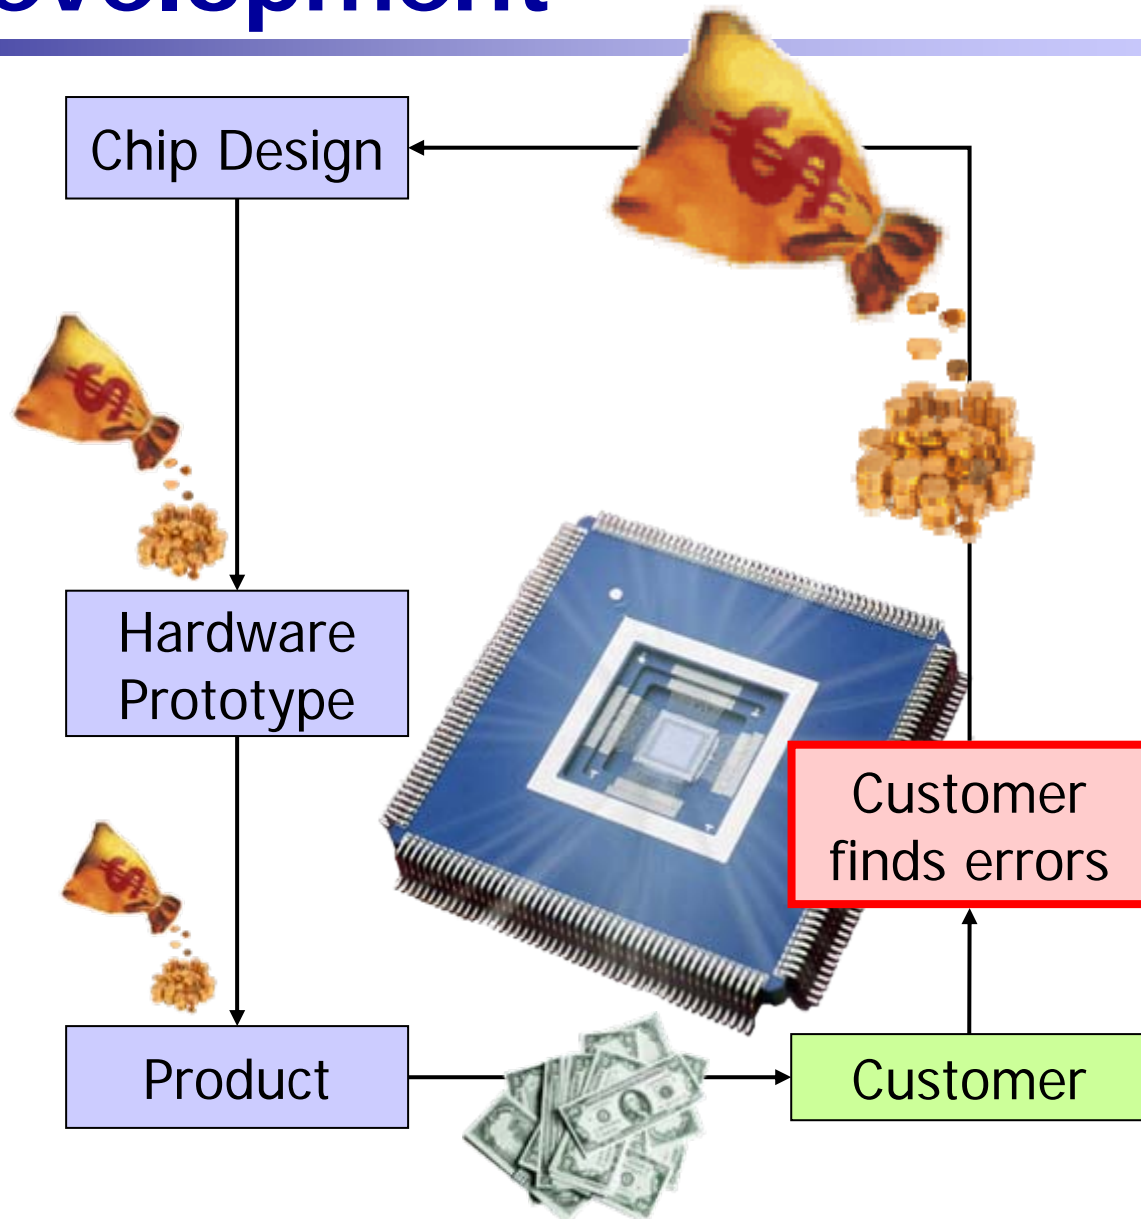 Chip Design
Hardware
Prototype
Customer
finds errors
Product
Customer